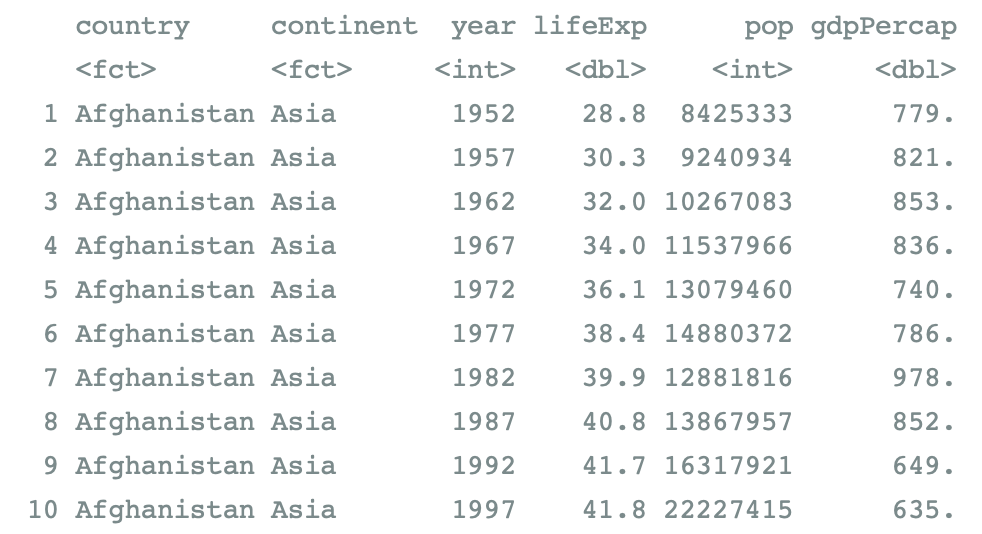 country continent year lifeExp pop gdpPercap
<fct> <fct> <int> <dbl> <int> <dbl>
1 Afghanistan Asia 1952 28.8 8425333 779.
2 Afghanistan Asia 1957 30.3 9240934 821.
3 Afghanistan Asia 1962 32.0 10267083 853.
4 Afghanistan Asia 1967 34.0 11537966 836.
5 Afghanistan Asia 1972 36.1 13079460 740.
6 Afghanistan Asia 1977 38.4 14880372 786.
7 Afghanistan Asia 1982 39.9 12881816 978.
8 Afghanistan Asia 1987 40.8 13867957 852.
9 Afghanistan Asia 1992 41.7 16317921 649.
10 Afghanistan Asia 1997 41.8 22227415 635.